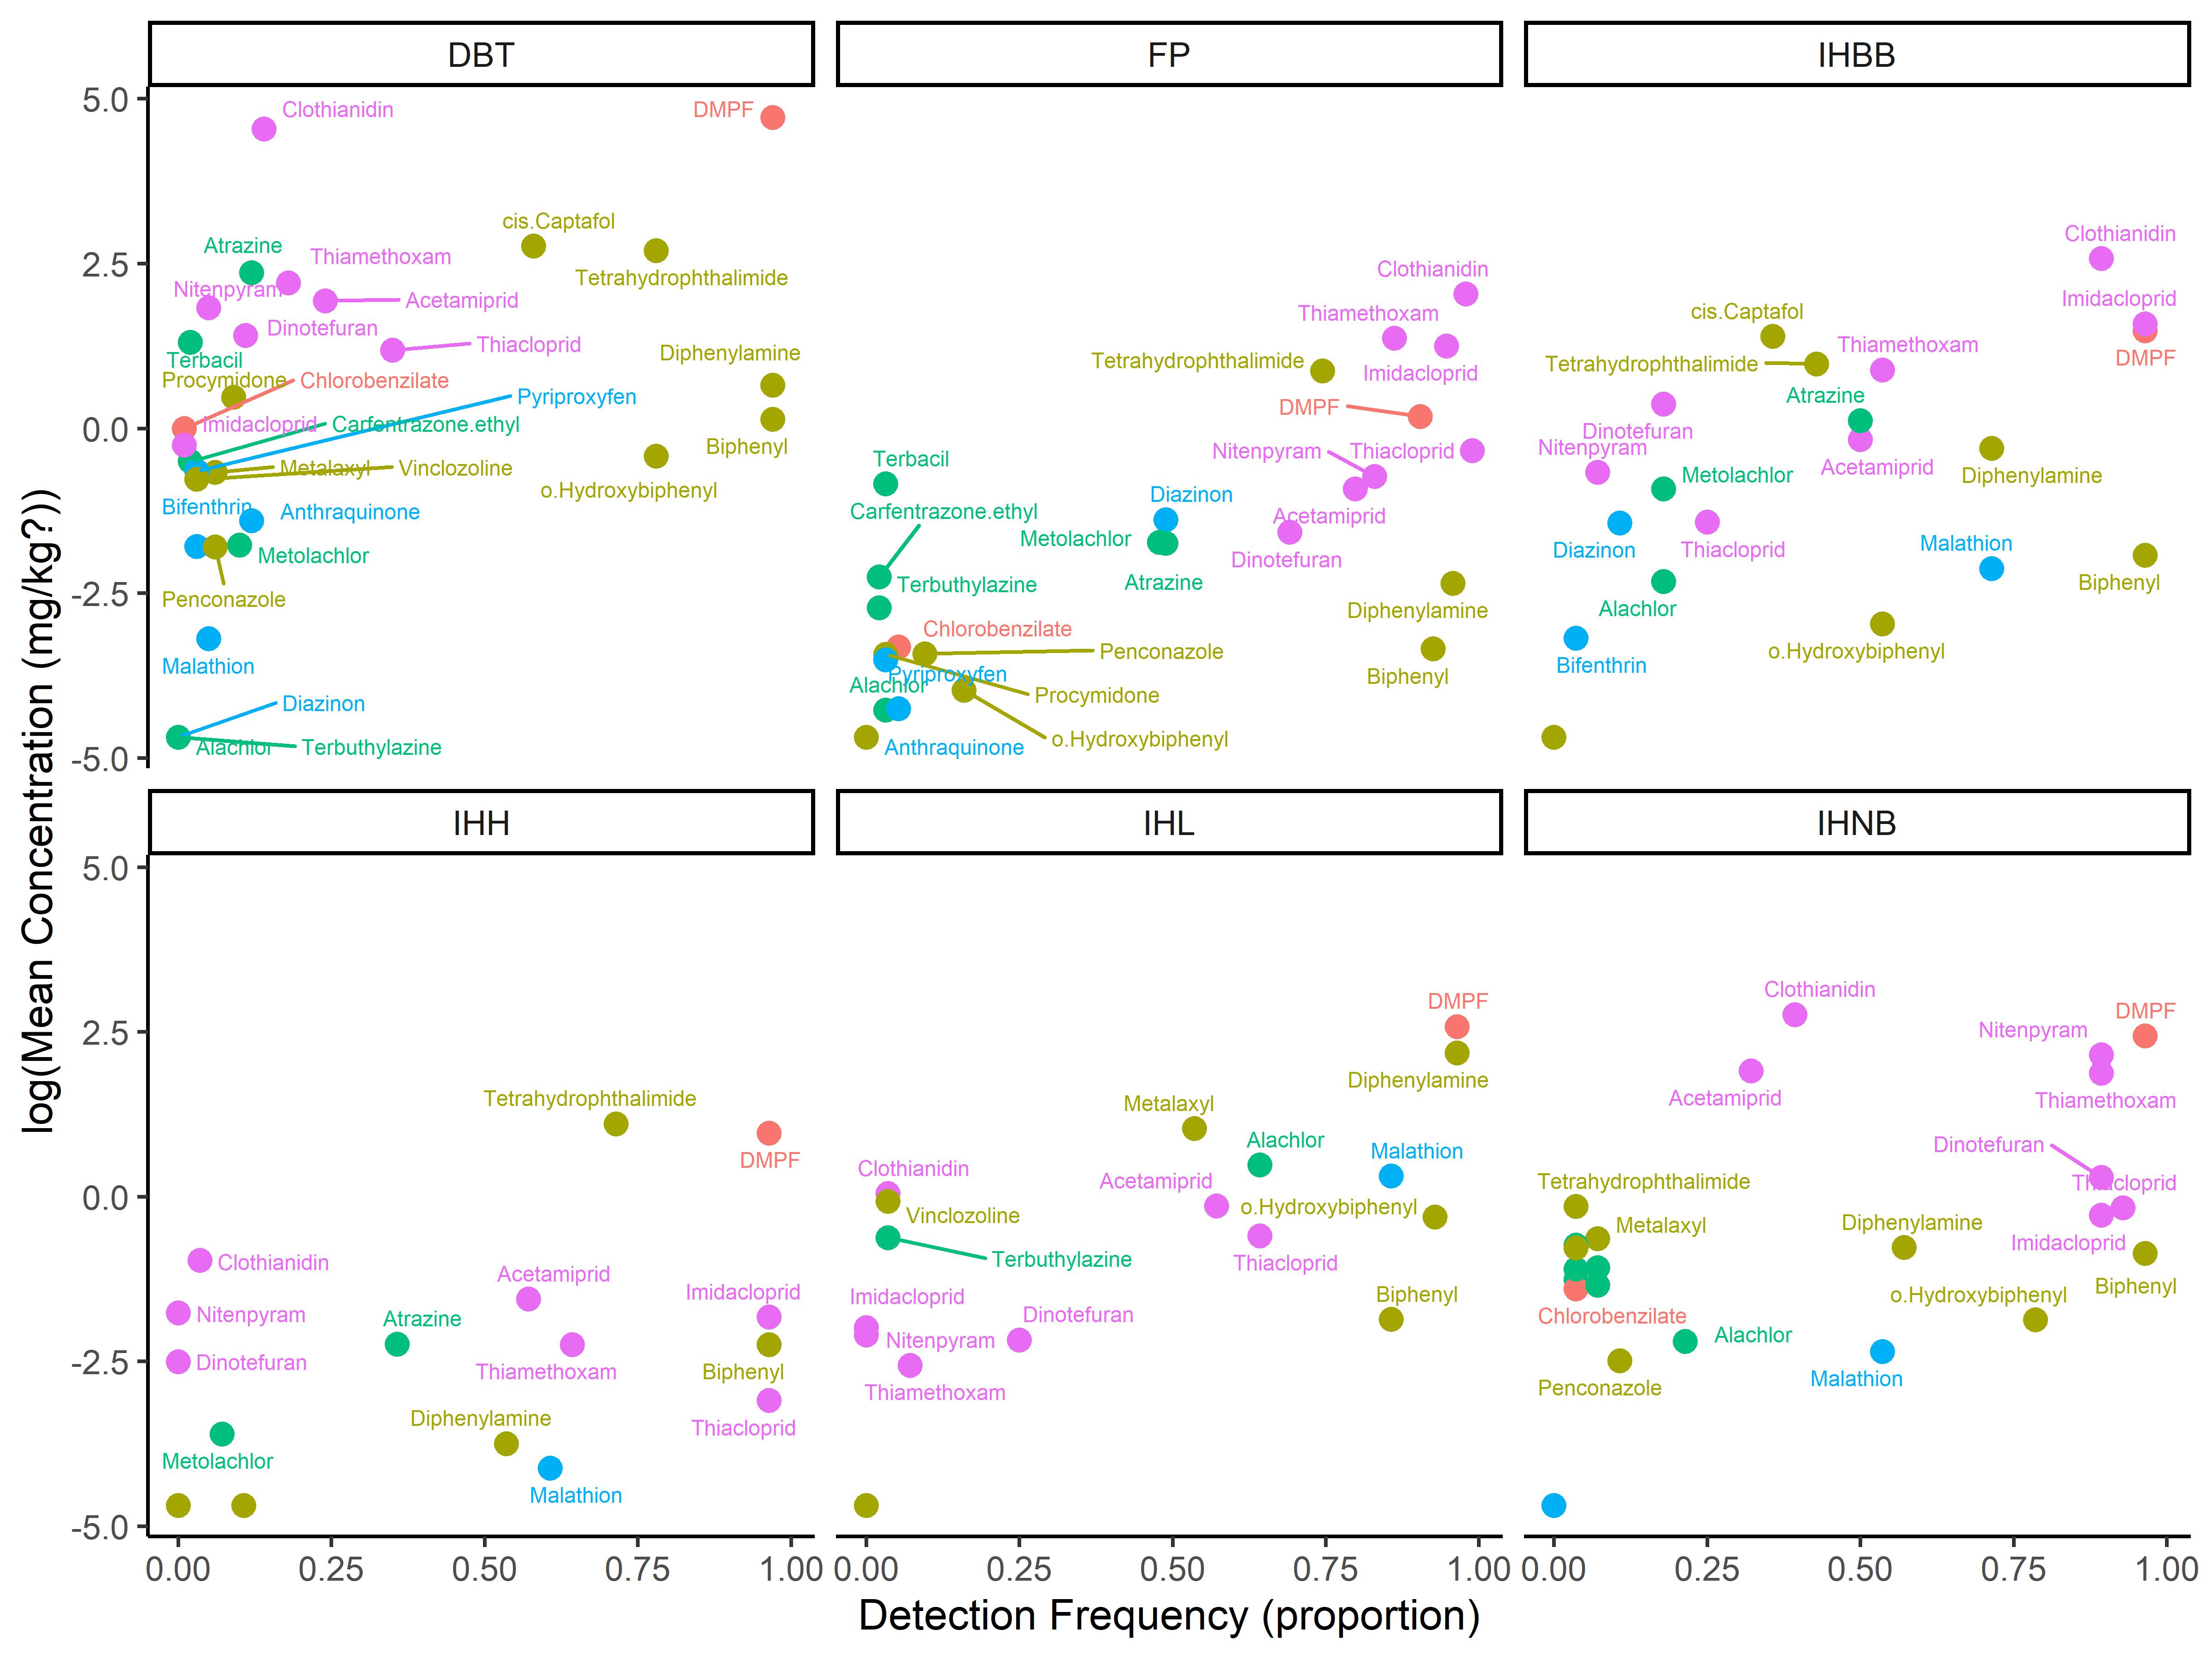 DBT
FP
IHBB
5.0
2.5
0.0
-2.5
-5.0
Clothianidin
DMPF
cis.Captafol
Atrazine
Thiamethoxam
Tetrahydrophthalimide
Nitenpyram
Acetamiprid
Dinotefuran
Thiacloprid
Terbacil
Diphenylamine
Procymidone
Chlorobenzilate
Pyriproxyfen
Imidacloprid
Carfentrazone.ethyl
Biphenyl
Metalaxyl
Vinclozoline
o.Hydroxybiphenyl
Bifenthrin
Anthraquinone
Metolachlor
Penconazole
Malathion
Diazinon
Alachlor
Terbuthylazine
Clothianidin
Thiamethoxam
Tetrahydrophthalimide
Imidacloprid
DMPF
Nitenpyram
Thiacloprid
Terbacil
Diazinon
Carfentrazone.ethyl
Acetamiprid
Metolachlor
Dinotefuran
Terbuthylazine
Atrazine
Diphenylamine
Chlorobenzilate
Penconazole
Pyriproxyfen
Biphenyl
Alachlor
Procymidone
o.Hydroxybiphenyl
Anthraquinone
Clothianidin
Imidacloprid
cis.Captafol
Thiamethoxam
DMPF
Tetrahydrophthalimide
Atrazine
Dinotefuran
Nitenpyram
Acetamiprid
Metolachlor
Diphenylamine
Diazinon
Thiacloprid
Malathion
Biphenyl
Alachlor
o.Hydroxybiphenyl
Bifenthrin
log(Mean Concentration (mg/kg?))
IHH
IHL
IHNB
5.0
2.5
0.0
-2.5
-5.0
Tetrahydrophthalimide
DMPF
Clothianidin
Acetamiprid
Imidacloprid
Nitenpyram
Atrazine
Dinotefuran
Thiamethoxam
Biphenyl
Diphenylamine
Thiacloprid
Metolachlor
Malathion
DMPF
Diphenylamine
Metalaxyl
Alachlor
Malathion
Clothianidin
Acetamiprid
o.Hydroxybiphenyl
Vinclozoline
Terbuthylazine
Thiacloprid
Imidacloprid
Biphenyl
Dinotefuran
Nitenpyram
Thiamethoxam
Clothianidin
DMPF
Nitenpyram
Acetamiprid
Thiamethoxam
Dinotefuran
Tetrahydrophthalimide
Thiacloprid
Metalaxyl
Diphenylamine
Imidacloprid
Biphenyl
o.Hydroxybiphenyl
Chlorobenzilate
Alachlor
Malathion
Penconazole
0.00 0.25 0.50 0.75 1.00
0.00 0.25 0.50 0.75 1.00
0.00 0.25 0.50 0.75 1.00
Detection Frequency (proportion)